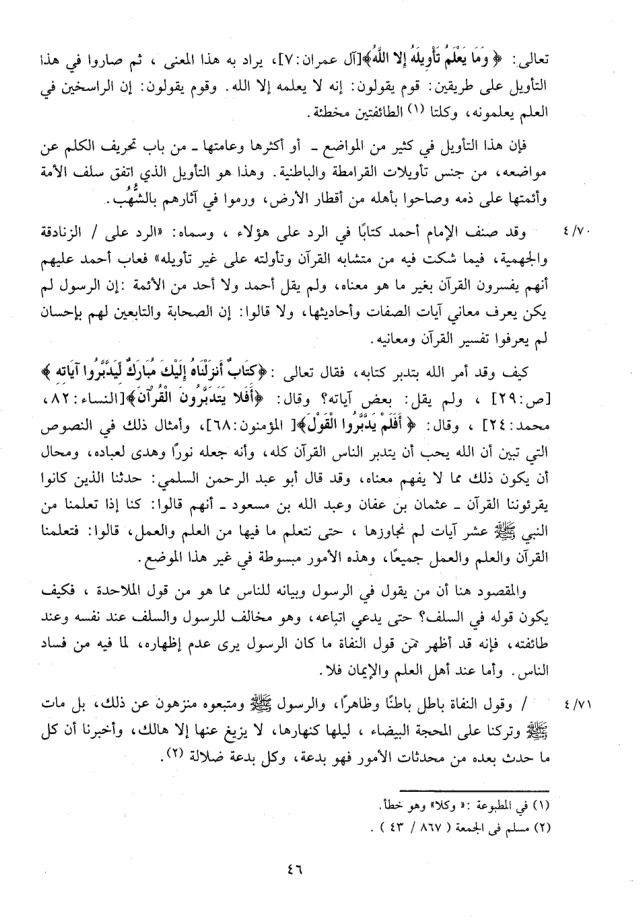 تعالى: ﴿ وَمَا يَعْلَمُ تَأْوِيلَهُ إِلا اللَّهُ﴾[آل عمران:٧]، يراد به هذا المعنى ، ثم صاروا في هذا
التأويل على طريقين: قوم يقولون: إنه لا يعلمه إلا الله. وقوم يقولون: إن الراسخين في
العلم يعلمونه، وكلتا (١) الطائفتين مخطئة.
فإن هذا التأويل في كثير من المواضع ـ أو أكثرها وعامتها ـ من باب تحريف الكلم عن
مواضعه، من جنس تأويلات القرامطة والباطنية. وهذا هو التأويل الذي اتفق سلف الأمة
وأئمتها على ذمه وصاحوا بأهله من أقطار الأرض، ورموا في آثارهم بالشُّهُب.
٤/٧٠ وقد صنف الإمام أحمد كتابًا في الرد على هؤلاء ، وسماه: «الرد على / الزنادقة
والجهمية، فيما شكت فيه من متشابه القرآن وتأولته على غير تأويله» فعاب أحمد عليهم
أنهم يفسرون القرآن بغير ما هو معناه، ولم يقل أحمد ولا أحد من الأئمة :إن الرسول لم
يكن يعرف معاني آيات الصفات وأحاديثها، ولا قالوا: إن الصحابة والتابعين لهم بإحسان
لم يعرفوا تفسير القرآن ومعانيه.
كيف وقد أمر الله بتدبر كتابه، فقال تعالى :﴿كِتَابٌ أَنزَلْنَاهُ إِلَيْكَ مُبَارَكٌ لِّيَدَّبَّرُوا آيَاتِهِ ﴾
[ص:٢٩] ، ولم يقل: بعض آياته؟ وقال: ﴿أَفَلا يَتَدَبَّرُونَ الْقُرْآنَ﴾[النساء:٨٢،
محمد:٢٤] ، وقال: ﴿ أَفَلَمْ يَدَّبَّرُوا الْقَوْلَ﴾[ المؤمنون:٦٨]، وأمثال ذلك في النصوص
التي تبين أن الله يحب أن يتدبر الناس القرآن كله، وأنه جعله نورًا وهدى لعباده، ومحال
أن يكون ذلك مما لا يفهم معناه، وقد قال أبو عبد الرحمن السلمي: حدثنا الذين كانوا
يقرئوننا القرآن ـ عثمان بن عفان وعبد الله بن مسعود ـ أنهم قالوا: كنا إذا تعلمنا من
النبي ﷺ عشر آيات لم نجاوزها ، حتى نتعلم ما فيها من العلم والعمل، قالوا: فتعلمنا
القرآن والعلم والعمل جميعًا، وهذه الأمور مبسوطة في غير هذا الموضع.
والمقصود هنا أن من يقول في الرسول وبيانه للناس مما هو من قول الملاحدة ، فكيف
يكون قوله في السلف؟ حتى يدعي اتباعه، وهو مخالف للرسول والسلف عند نفسه وعند
طائفته، فإنه قد أظهر من قول النفاة ما كان الرسول يرى عدم إظهاره، لما فيه من فساد
الناس. وأما عند أهل العلم والإيمان فلا.
٤/٧١ / وقول النفاة باطل باطنًا وظاهرًا، والرسول ﷺ ومتبعوه منزهون عن ذلك، بل مات
ﷺ وتركنا على المحجة البيضاء ، ليلها كنهارها، لا يزيغ عنها إلا هالك، وأخبرنا أن كل
ما حدث بعده من محدثات الأمور فهو بدعة، وكل بدعة ضلالة (٢).
(١) في المطبوعة :« وكلا» وهو خطأ.
(٢) مسلم في الجمعة ( ٨٦٧ / ٤٣ ) .
٤٦